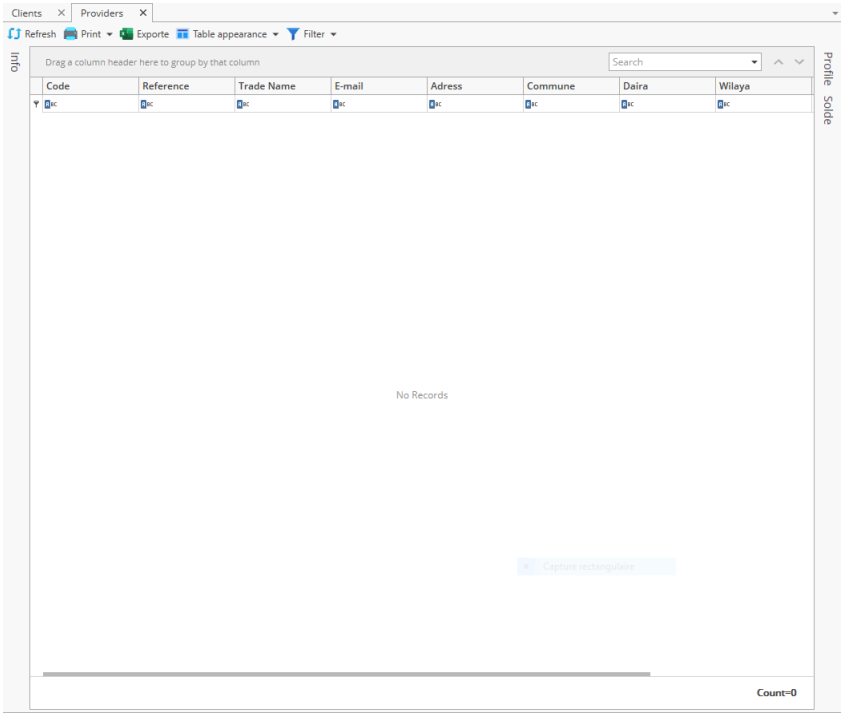 Clients Providers
Refresh Print Exporte Table appearance Filter
Info
Drag a column header here to group by that column
Search
Profile
Solde
Code Reference Trade Name E-mail Adress Commune Daira Wilaya
No Records
Capture rectangulaire
Count=0